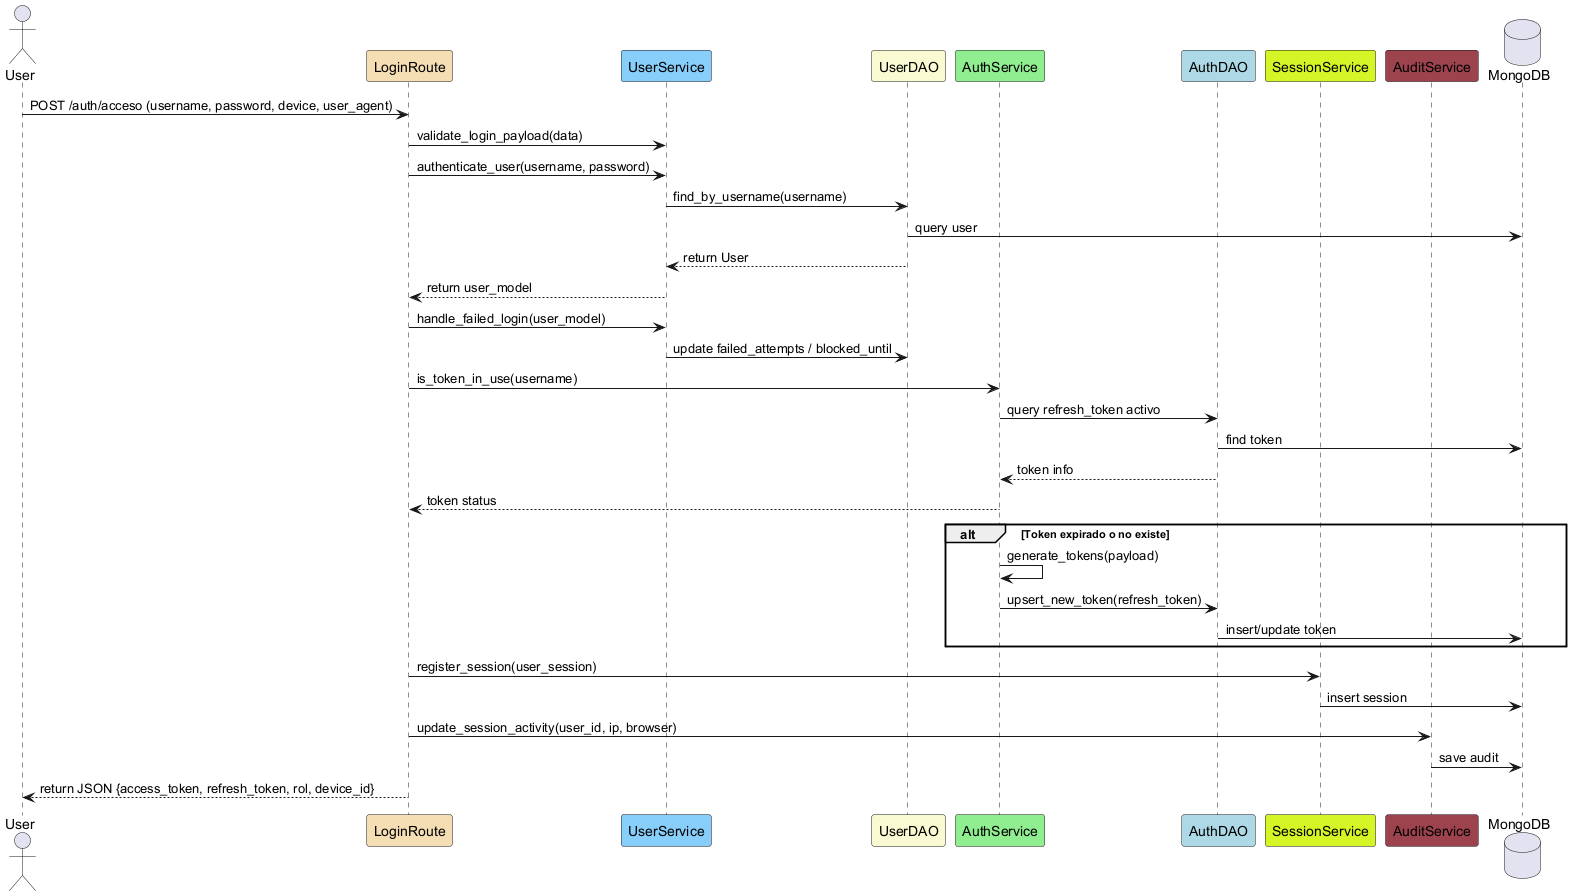 User
LoginRoute
UserService
UserDAO
AuthService
AuthDAO
SessionService
AuditService
MongoDB
POST /auth/acceso (username, password, device, user_agent)
validate_login_payload(data)
authenticate_user(username, password)
find_by_username(username)
query user
return User
return user_model
handle_failed_login(user_model)
update failed_attempts / blocked_until
is_token_in_use(username)
query refresh_token activo
find token
token info
token status
alt [Token expirado o no existe]
generate_tokens(payload)
upsert_new_token(refresh_token)
insert/update token
register_session(user_session)
insert session
update_session_activity(user_id, ip, browser)
save audit
return JSON {access_token, refresh_token, rol, device_id}
User
LoginRoute
UserService
UserDAO
AuthService
AuthDAO
SessionService
AuditService
MongoDB